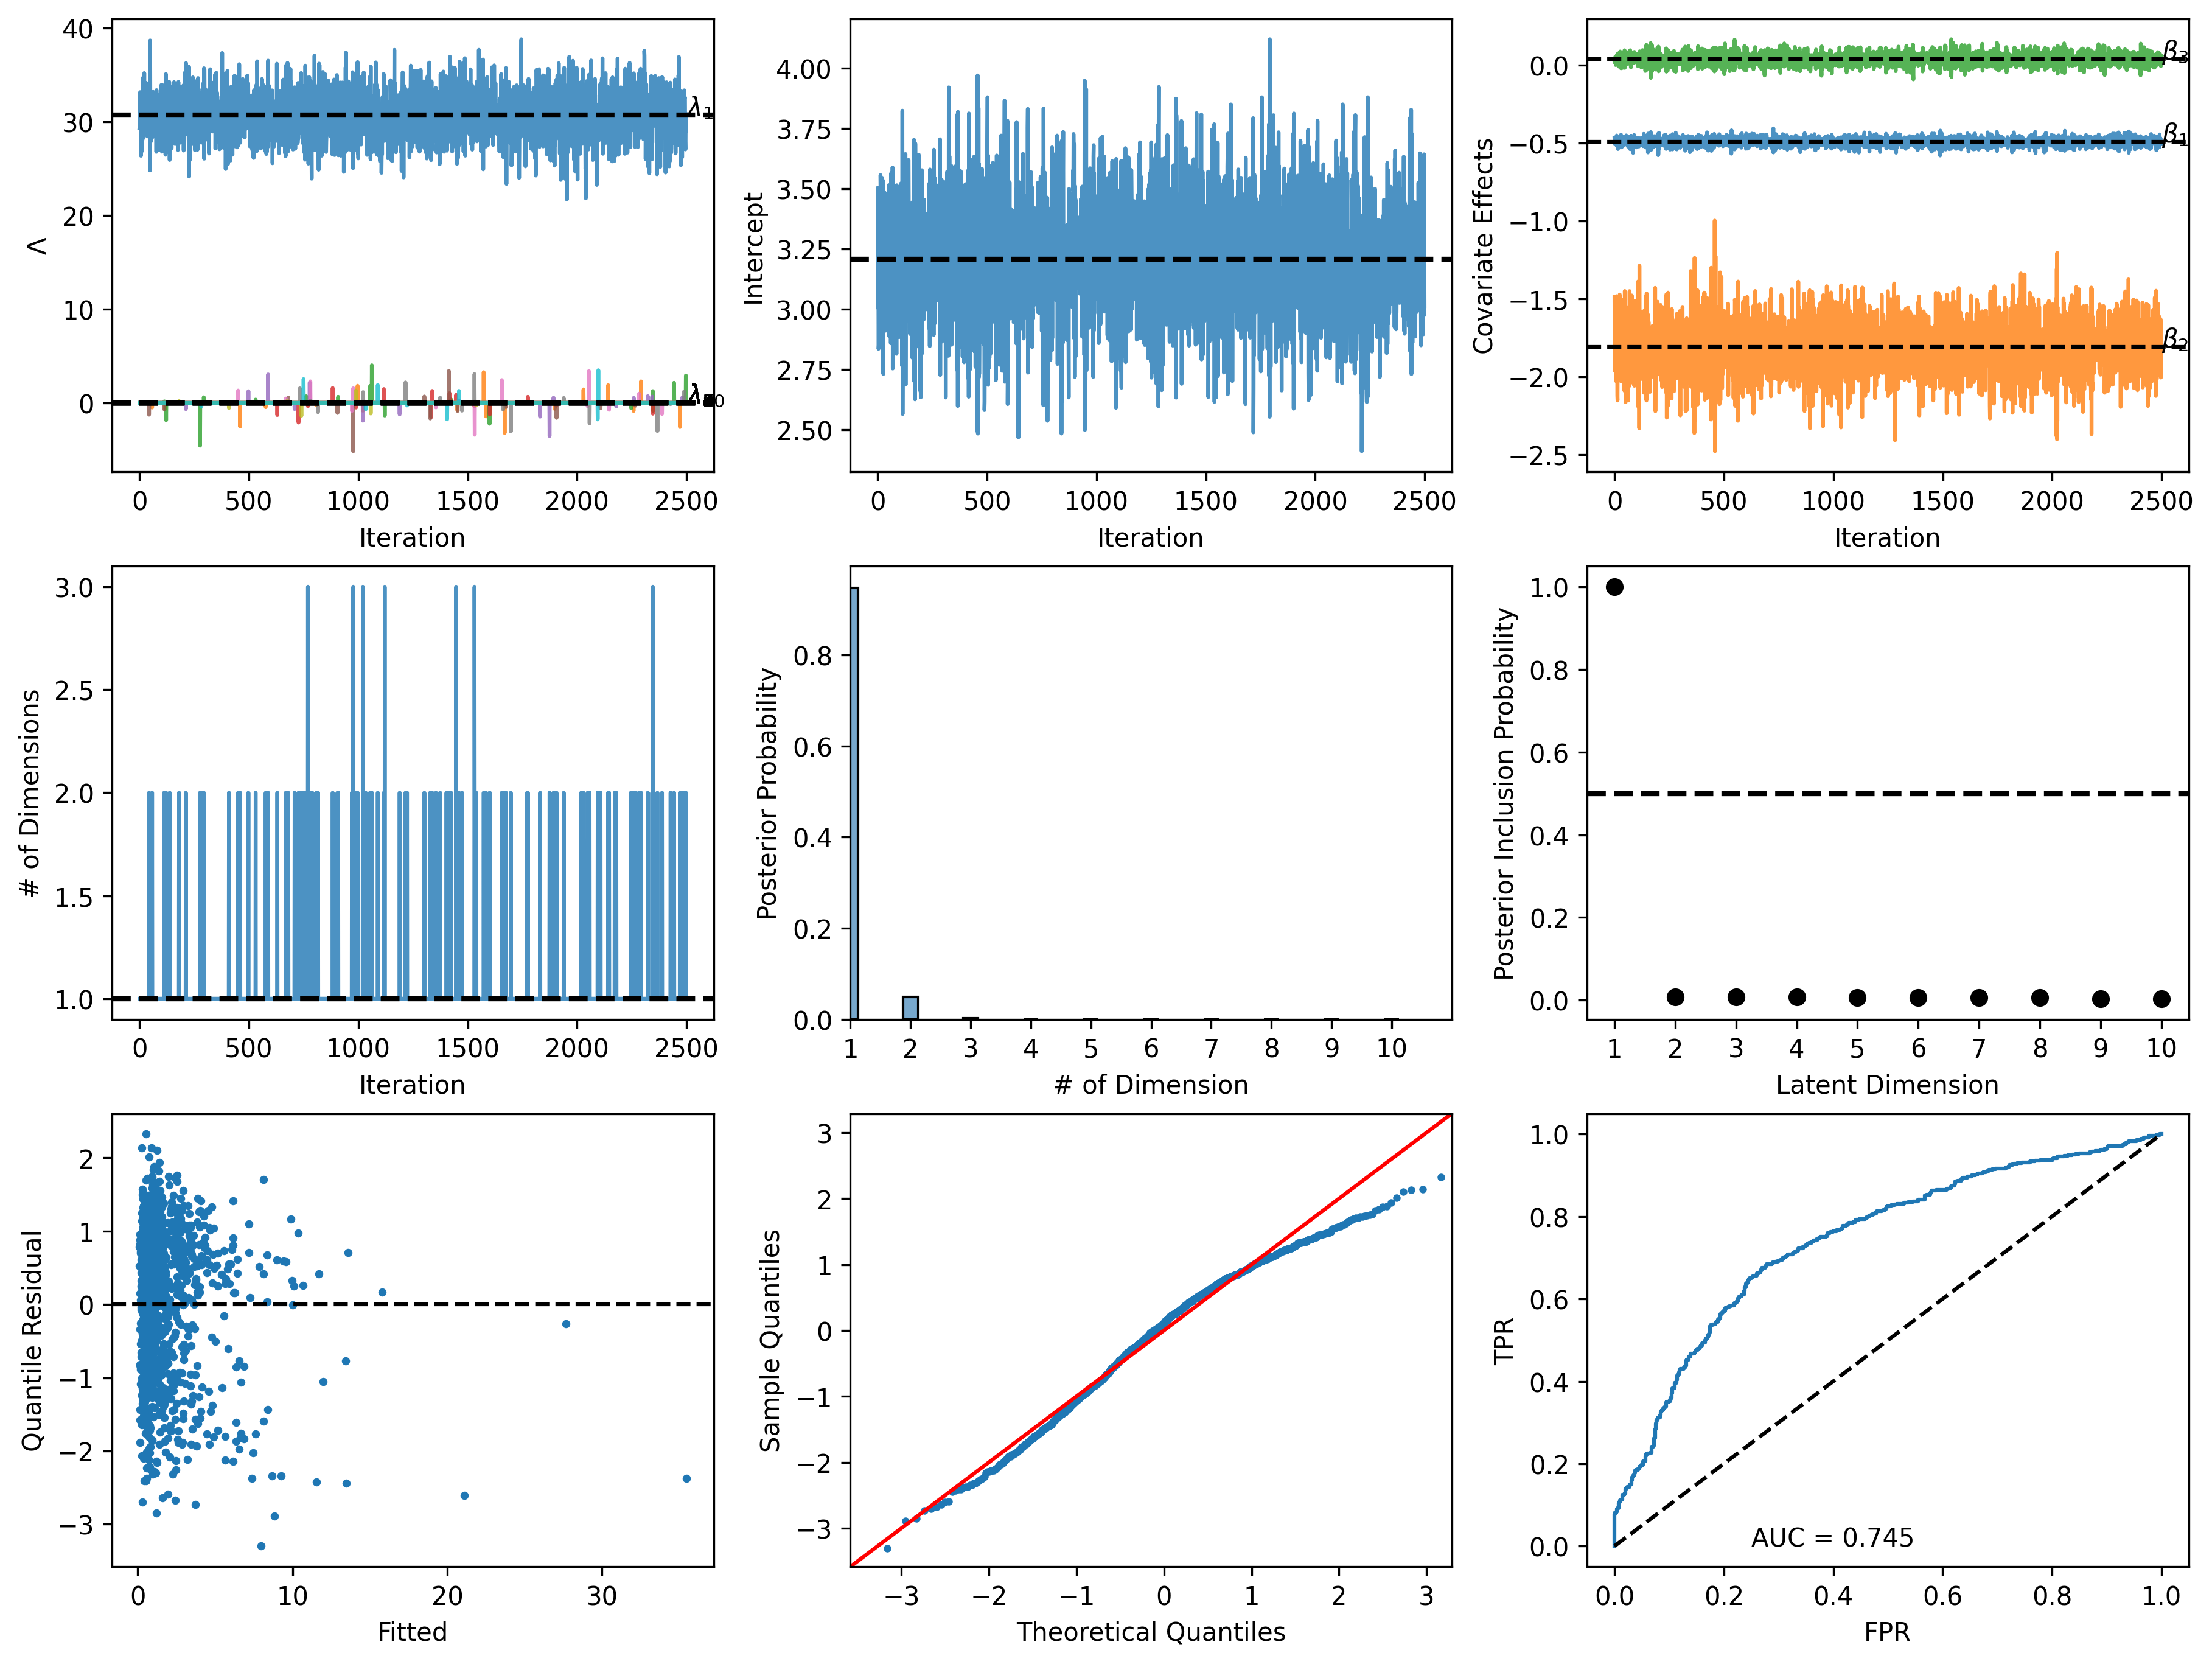 40
30
20
10
0
Λ
λ₁
0 500 1000 1500 2000 2500
Iteration
4.00
3.75
3.50
3.25
3.00
2.75
2.50
Intercept
0 500 1000 1500 2000 2500
Iteration
0.0
−0.5
−1.0
−1.5
−2.0
−2.5
Covariate Effects
β₃
β₁
β₂
0 500 1000 1500 2000 2500
Iteration
3.0
2.5
2.0
1.5
1.0
# of Dimensions
0 500 1000 1500 2000 2500
Iteration
0.8
0.6
0.4
0.2
0.0
Posterior Probability
1 2 3 4 5 6 7 8 9 10
# of Dimension
1.0
0.8
0.6
0.4
0.2
0.0
Posterior Inclusion Probability
1 2 3 4 5 6 7 8 9 10
Latent Dimension
2
1
0
−1
−2
−3
Quantile Residual
0 10 20 30
Fitted
3
2
1
0
−1
−2
−3
Sample Quantiles
−3 −2 −1 0 1 2 3
Theoretical Quantiles
1.0
0.8
0.6
0.4
0.2
0.0
TPR
AUC = 0.745
0.0 0.2 0.4 0.6 0.8 1.0
FPR